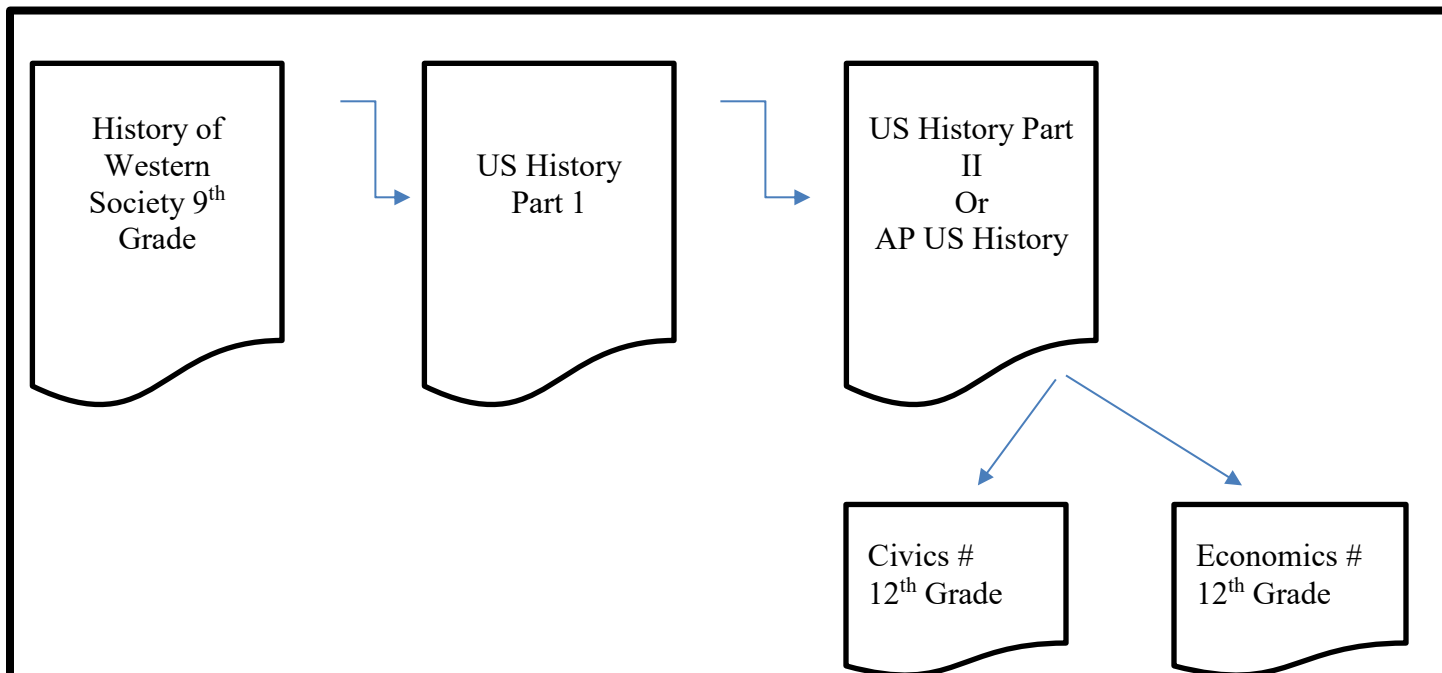 History of
Western
Society 9th
Grade
US History
Part 1
US History Part
II
Or
AP US History
Civics #
12th Grade
Economics #
12th Grade